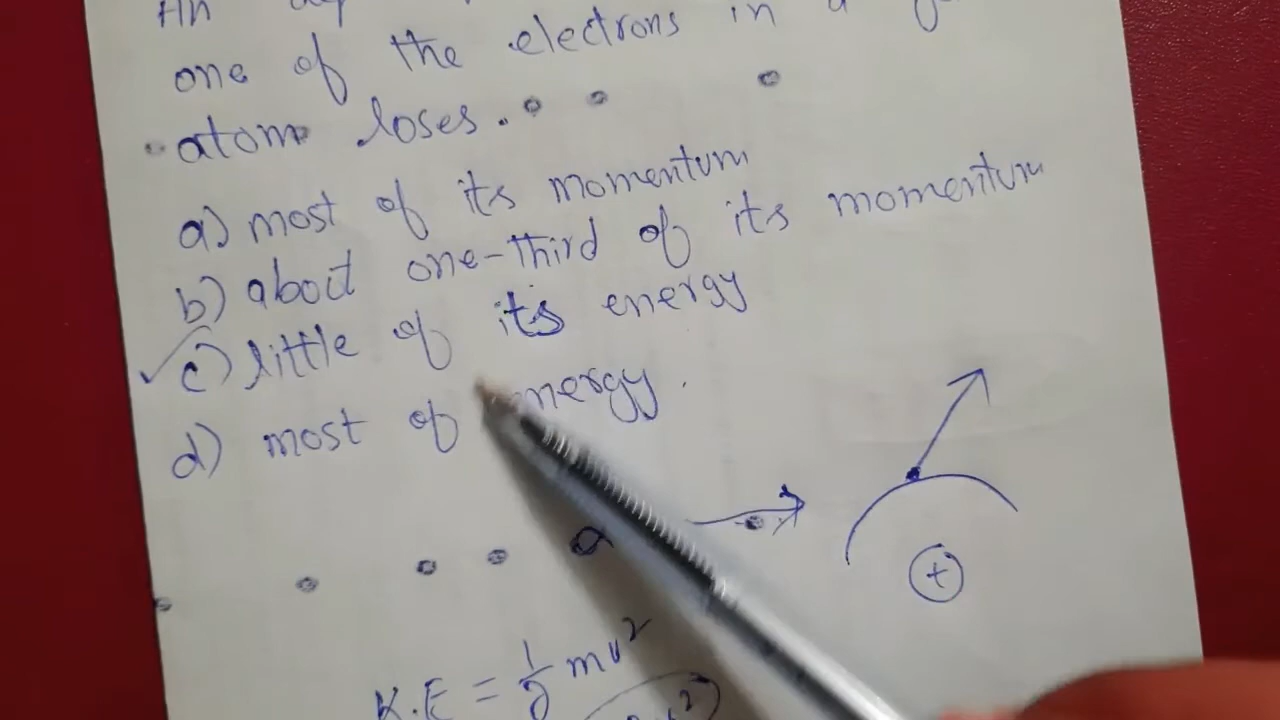 An
one of the electrons in a
atom loses.
a) most of its momentum
b) about one-third of its momentum
c) little of its energy
d) most of energy.
+
K.E = 1/2 mv²